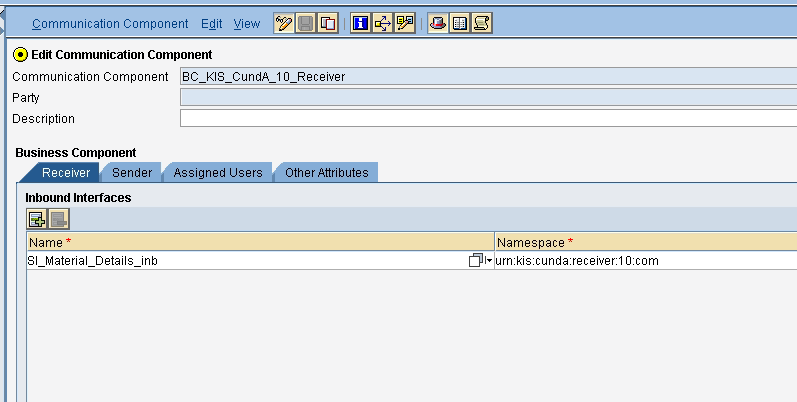 Communication Component Edit View
Edit Communication Component
Communication Component BC_KIS_CundA_10_Receiver
Party
Description
Business Component
Receiver Sender Assigned Users Other Attributes
Inbound Interfaces
Name * Namespace *
SI_Material_Details_inb urn:kis:cunda:receiver:10:com